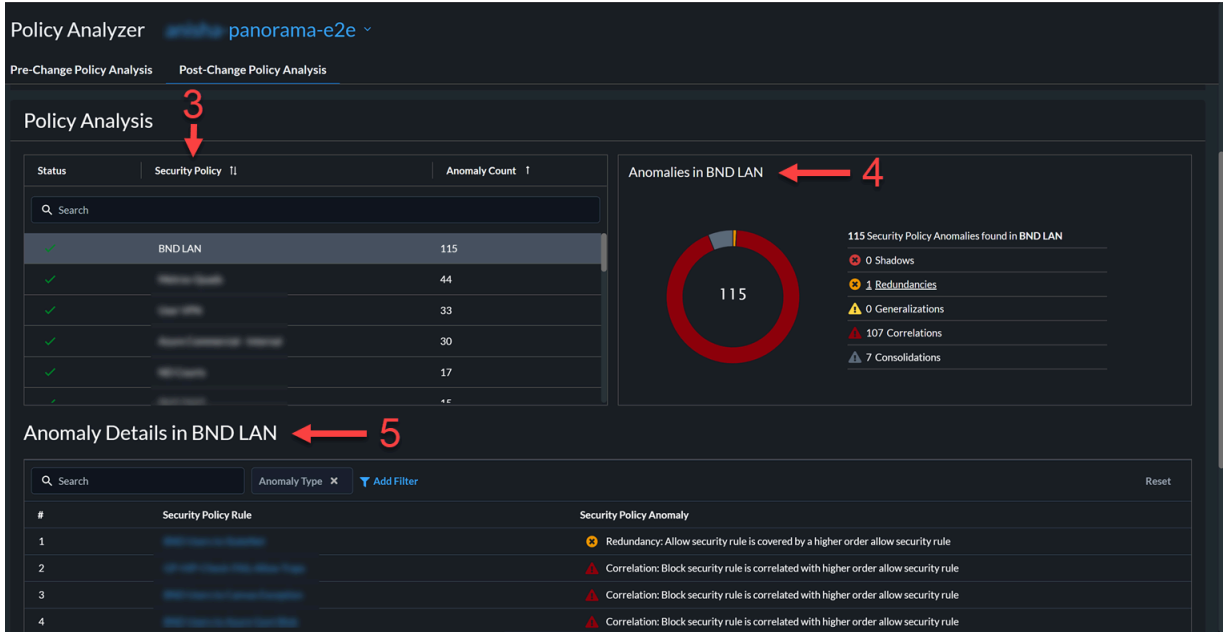 Policy Analyzer panorama-e2e
Pre-Change Policy Analysis Post-Change Policy Analysis
3
Policy Analysis
Status Security Policy Anomaly Count
Search
BND LAN 115
44
33
30
17
15
Anomalies in BND LAN 4
115
115 Security Policy Anomalies found in BND LAN
0 Shadows
1 Redundancies
0 Generalizations
107 Correlations
7 Consolidations
Anomaly Details in BND LAN 5
Search Anomaly Type Add Filter Reset
# Security Policy Rule Security Policy Anomaly
1 Redundancy: Allow security rule is covered by a higher order allow security rule
2 Correlation: Block security rule is correlated with higher order allow security rule
3 Correlation: Block security rule is correlated with higher order allow security rule
4 Correlation: Block security rule is correlated with higher order allow security rule